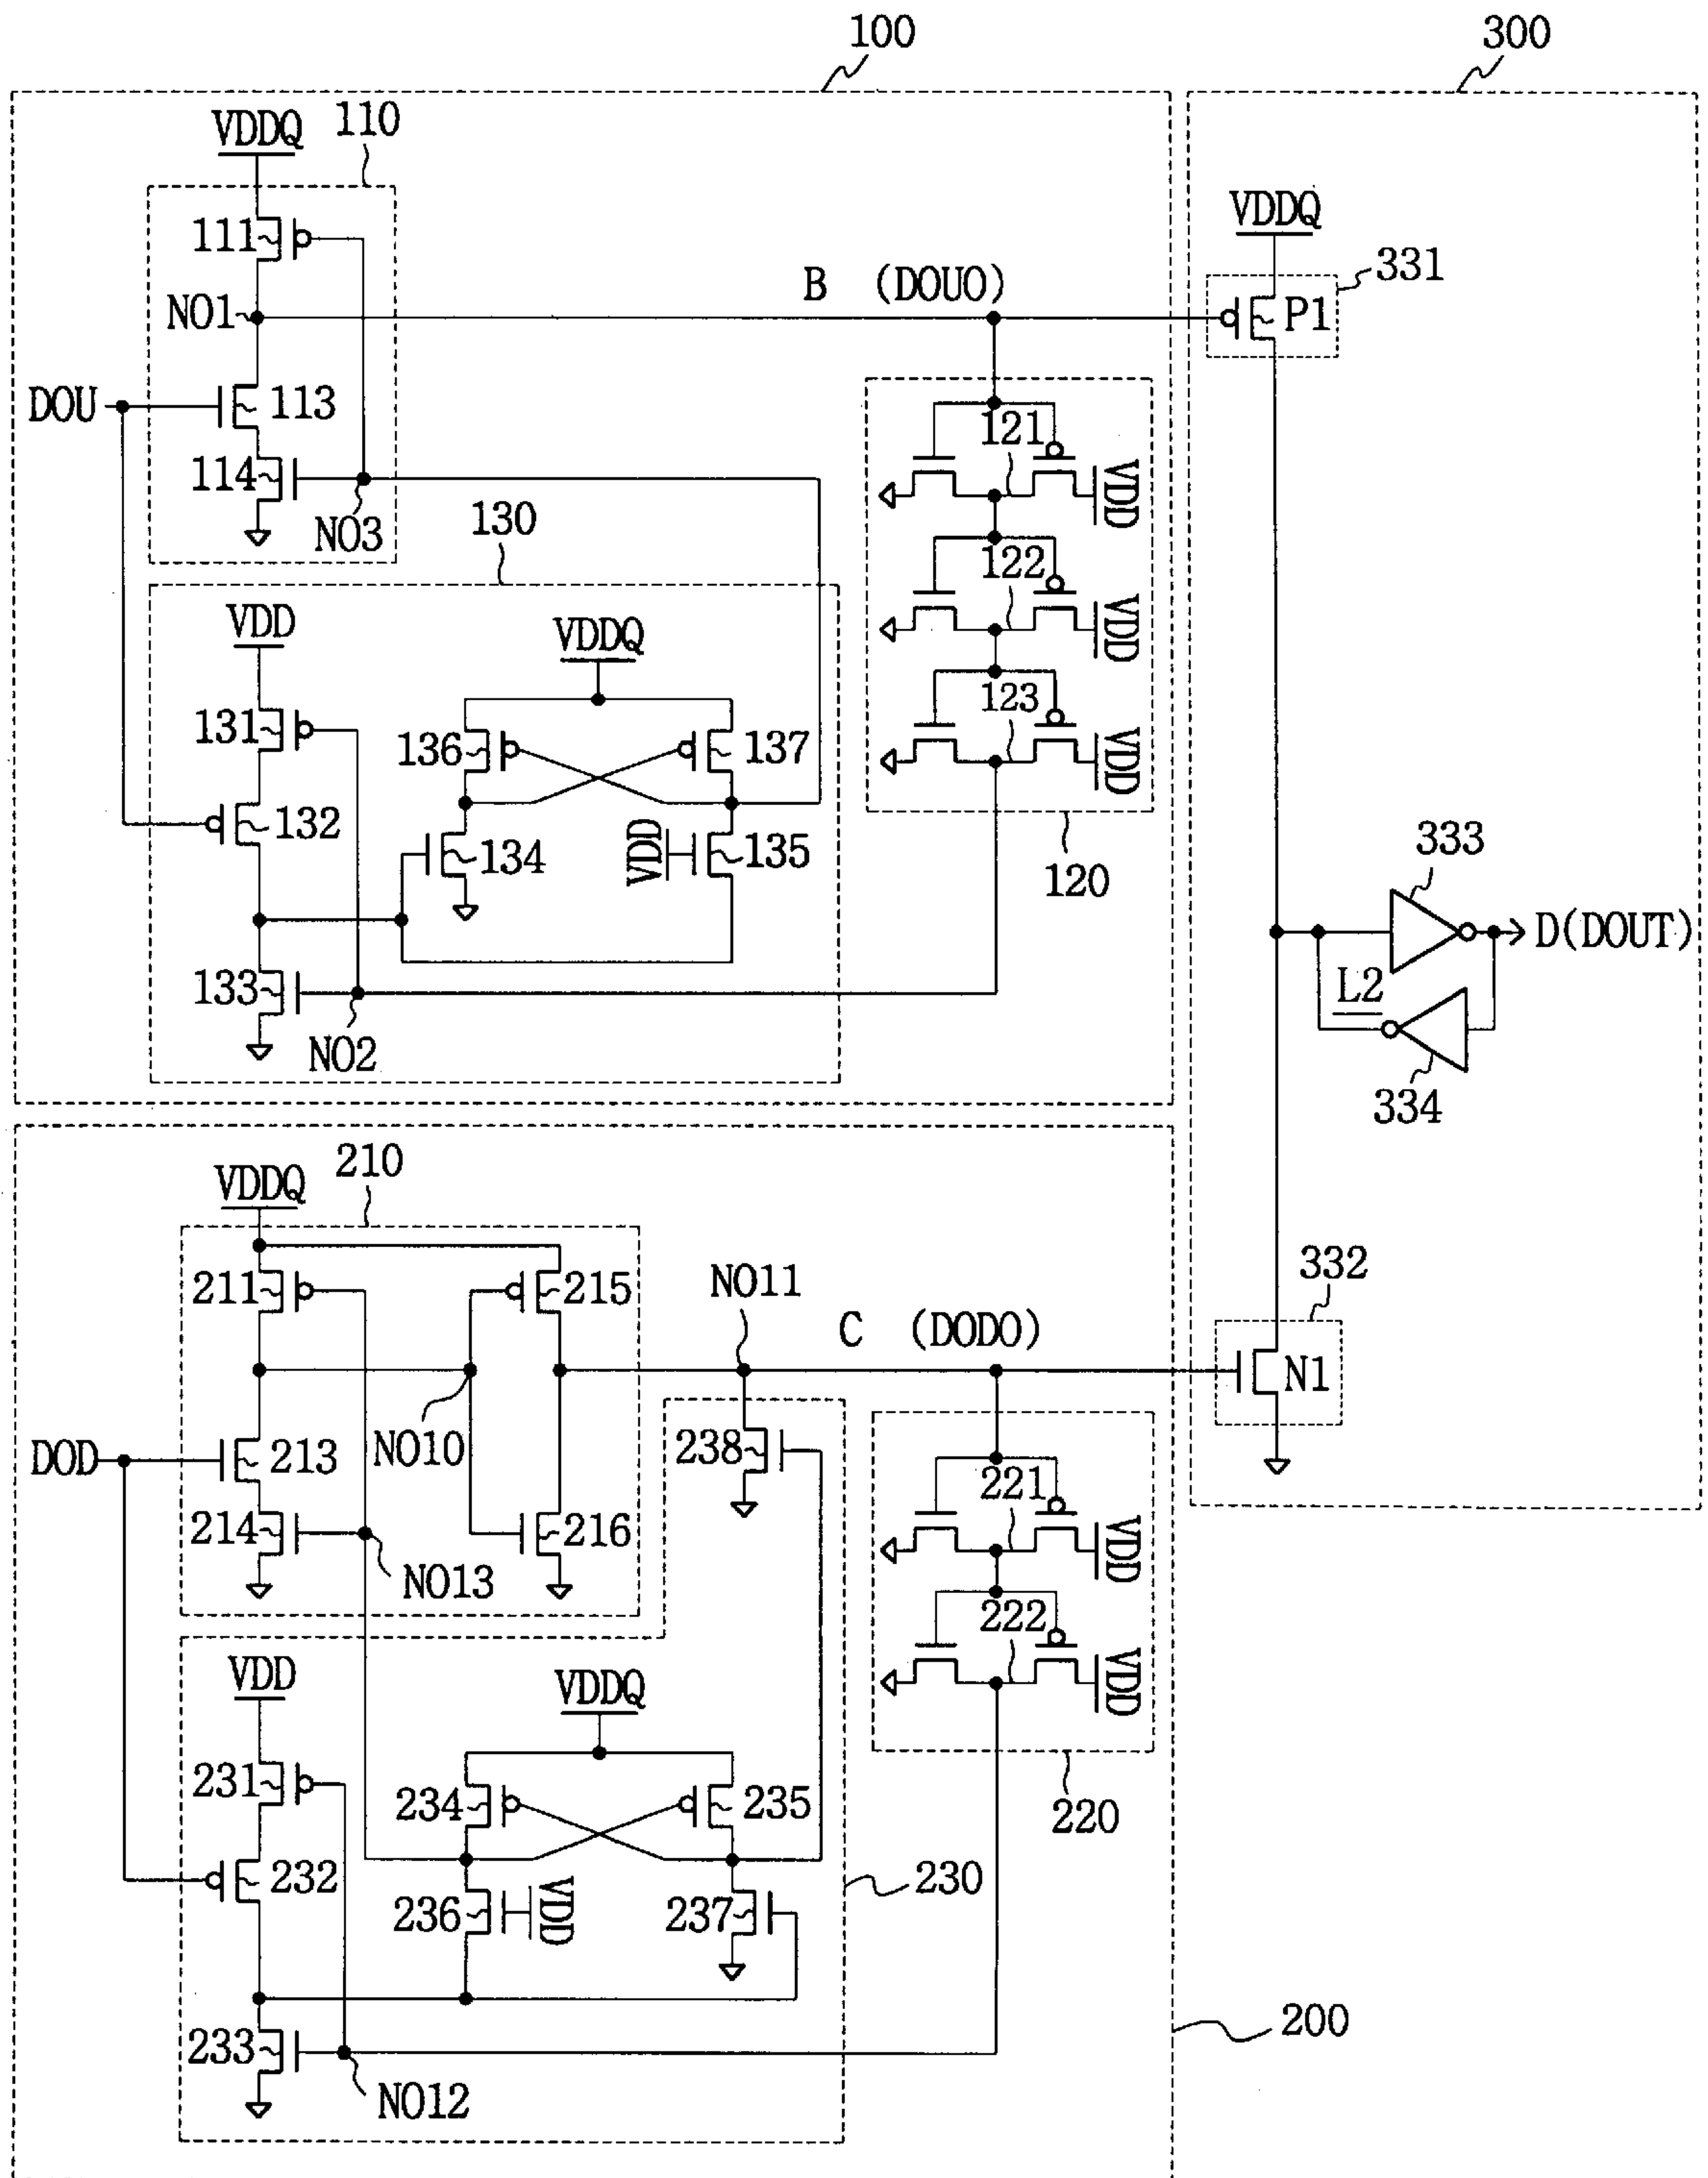 100
300
VDDQ
110
111
NO1
B (DOUO)
VDDQ
331
P1
DOU
113
114
NO3
130
121
VDD
122
VDD
123
VDD
120
VDD
VDDQ
131
136
137
132
134
VDD
135
133
NO2
333
D(DOUT)
L2
334
210
VDDQ
211
215
NO11
C (DODO)
332
N1
DOD
213
NO10
238
214
216
NO13
221
VDD
222
VDD
220
VDD
VDDQ
231
234
235
232
236
VDD
237
230
233
NO12
200